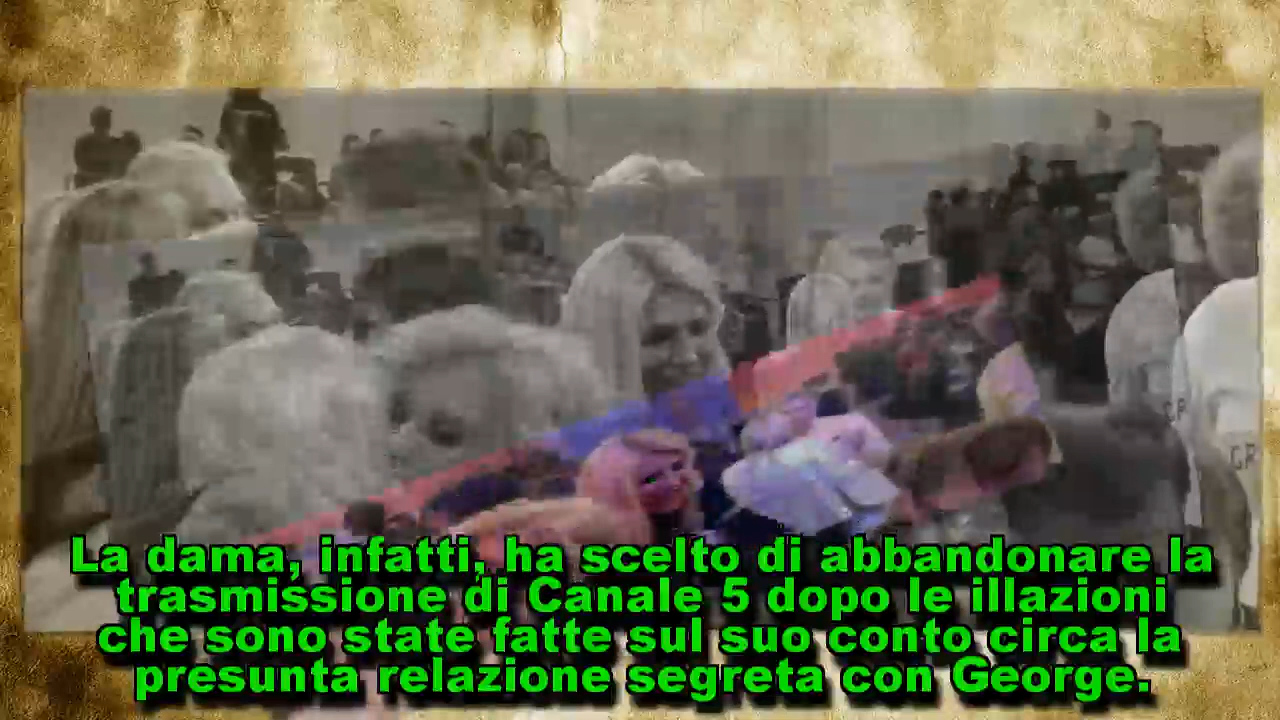 La dama, infatti, ha scelto di abbandonare la
trasmissione di Canale 5 dopo le illazioni
che sono state fatte sul suo conto circa la
presunta relazione segreta con George.